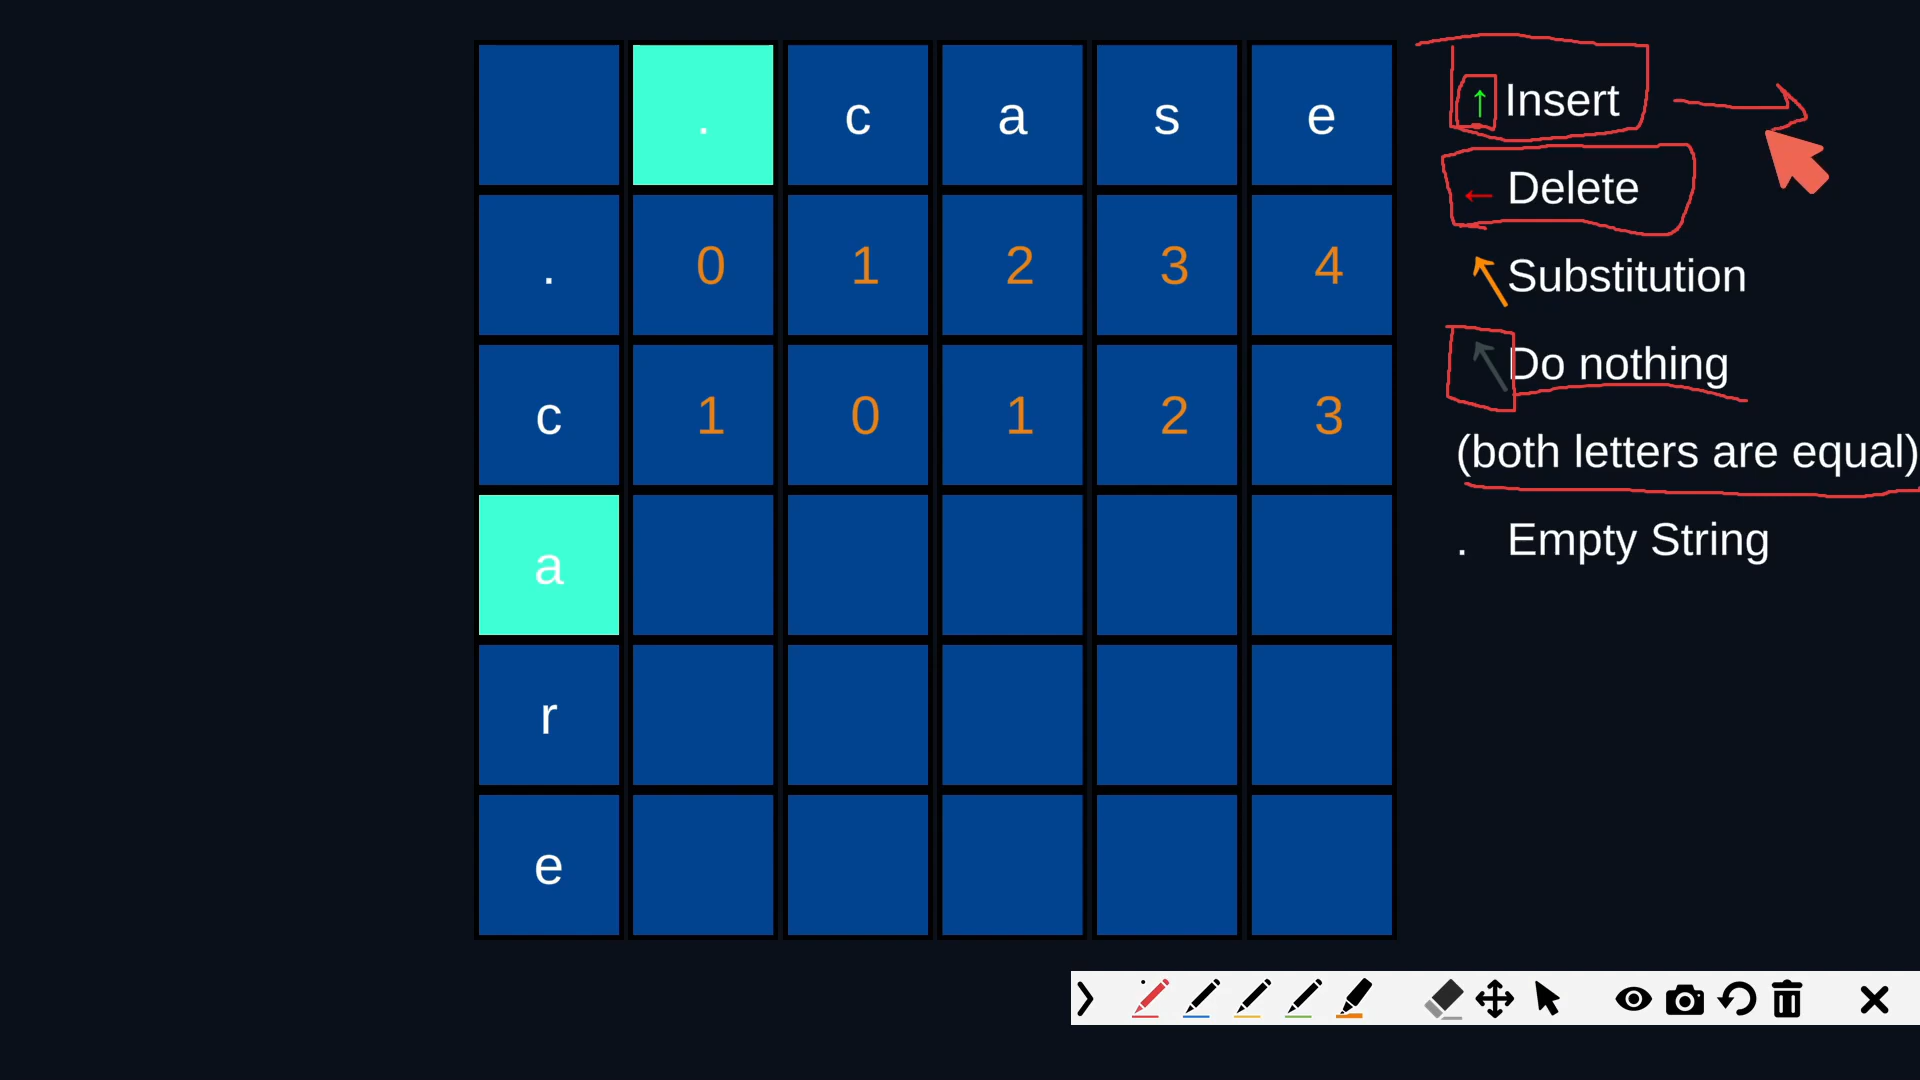 . c a s e
. 0 1 2 3 4
c 1 0 1 2 3
a
r
e
↑ Insert
← Delete
↖ Substitution
↖ Do nothing
(both letters are equal)
. Empty String